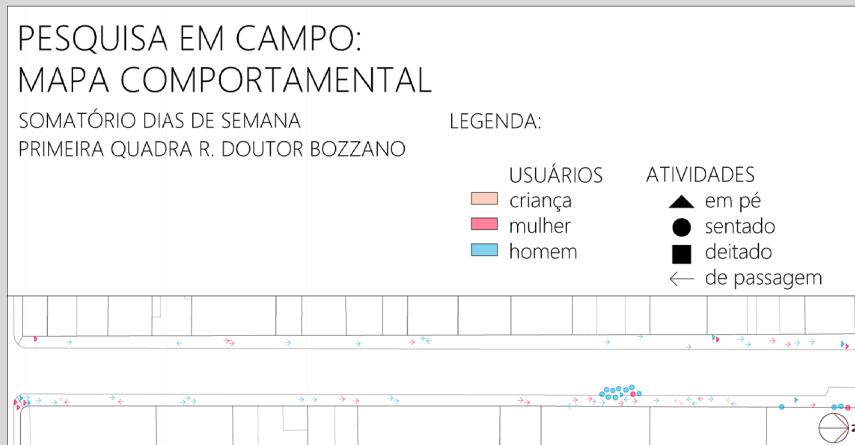 PESQUISA EM CAMPO:
MAPA COMPORTAMENTAL
SOMATÓRIO DIAS DE SEMANA
PRIMEIRA QUADRA R. DOUTOR BOZZANO
LEGENDA:
USUÁRIOS
criança
mulher
homem
ATIVIDADES
em pé
sentado
deitado
de passagem